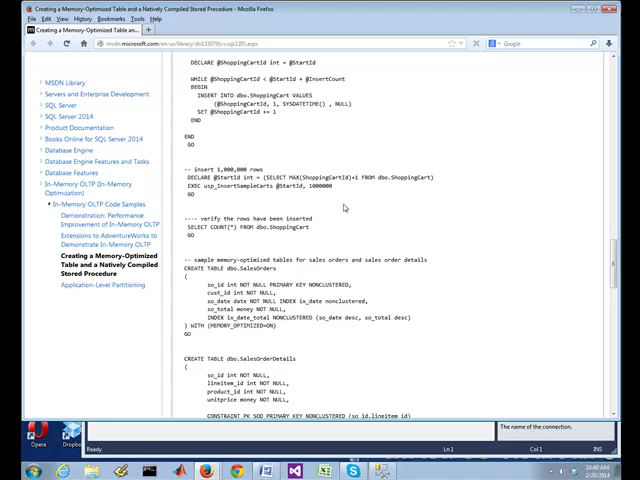 Creating a Memory-Optimized Table and a Natively Compiled Stored Procedure - Mozilla Firefox
File Edit View History Bookmarks Tools Help
Creating a Memory-Optimized Table an...
msdn.microsoft.com/en-us/library/dn133079(v=sql.120).aspx
Google
MSDN Library
Servers and Enterprise Development
SQL Server
SQL Server 2014
Product Documentation
Books Online for SQL Server 2014
Database Engine
Database Engine Features and Tasks
Database Features
In-Memory OLTP (In-Memory
Optimization)
In-Memory OLTP Code Samples
Demonstration: Performance
Improvement of In-Memory OLTP
Extensions to AdventureWorks to
Demonstrate In-Memory OLTP
Creating a Memory-Optimized
Table and a Natively Compiled
Stored Procedure
Application-Level Partitioning
DECLARE @ShoppingCartId int = @StartId
WHILE @ShoppingCartId < @StartId + @InsertCount
BEGIN
INSERT INTO dbo.ShoppingCart VALUES
(@ShoppingCartId, 1, SYSDATETIME() , NULL)
SET @ShoppingCartId += 1
END
END
GO
-- insert 1,000,000 rows
DECLARE @StartId int = (SELECT MAX(ShoppingCartId)+1 FROM dbo.ShoppingCart)
EXEC usp_InsertSampleCarts @StartId, 1000000
GO
---- verify the rows have been inserted
SELECT COUNT(*) FROM dbo.ShoppingCart
GO
-- sample memory-optimized tables for sales orders and sales order details
CREATE TABLE dbo.SalesOrders
(
so_id int NOT NULL PRIMARY KEY NONCLUSTERED,
cust_id int NOT NULL,
so_date date NOT NULL INDEX ix_date nonclustered,
so_total money NOT NULL,
INDEX ix_date_total NONCLUSTERED (so_date desc, so_total desc)
) WITH (MEMORY_OPTIMIZED=ON)
GO
CREATE TABLE dbo.SalesOrderDetails
(
so_id int NOT NULL,
lineitem_id int NOT NULL,
product_id int NOT NULL,
unitprice money NOT NULL,
CONSTRAINT PK_SOD PRIMARY KEY NONCLUSTERED (so_id,lineitem_id)
The name of the connection.
Opera
Dropbo
Ready
Ln 1
Col 1
INS
10:40 AM
2/20/2014